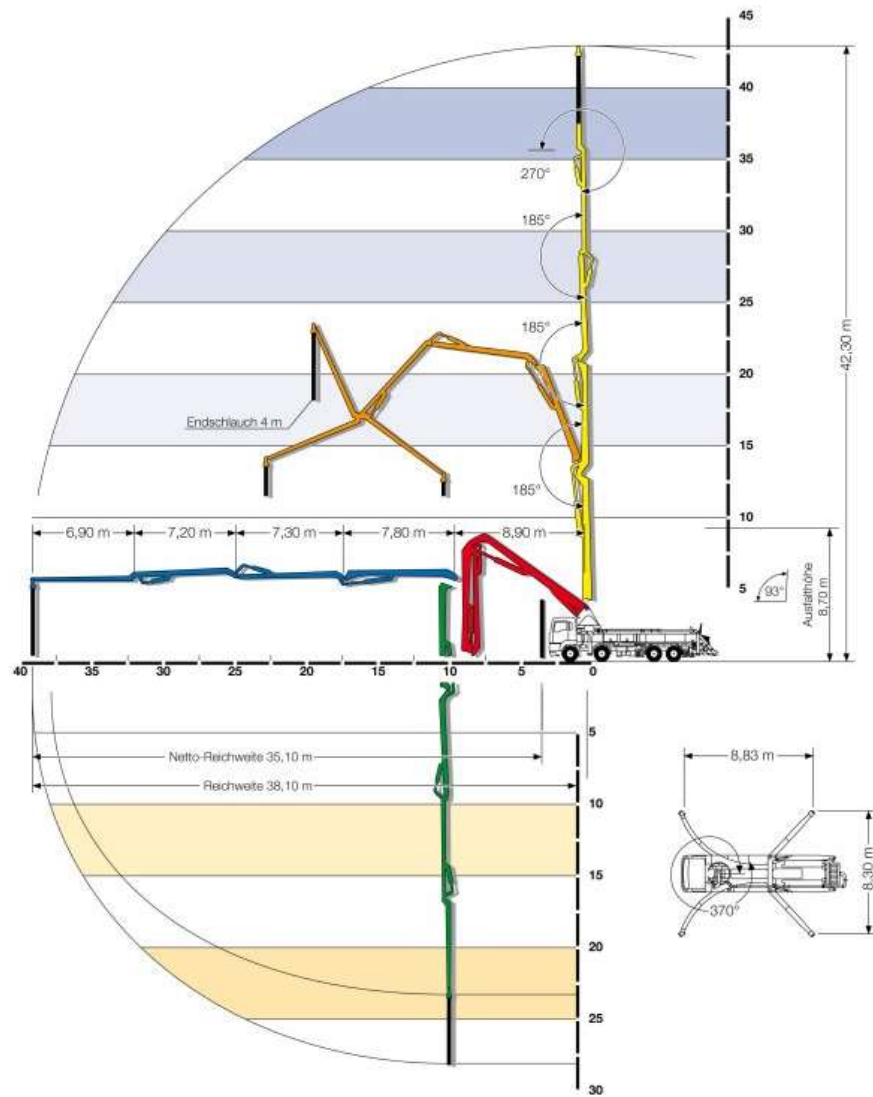 45
40
35
270°
185°
30
25
185°
42,30 m
20
Endschlauch 4 m
15
185°
10
6,90 m
7,20 m
7,30 m
7,80 m
8,90 m
5
93°
Ausfalthöhe
8,70 m
40
35
30
25
20
15
10
5
0
5
Netto-Reichweite 35,10 m
Reichweite 38,10 m
8,83 m
10
15
370°
8.30 m
20
25
30